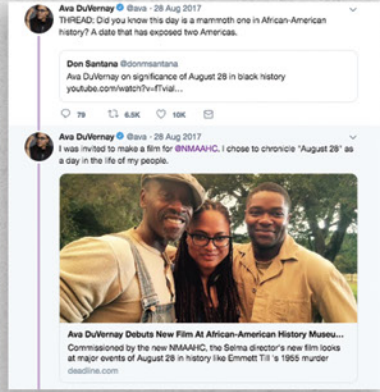 Ava DuVernay @ava - 28 Aug 2017
THREAD: Did you know this day is a mammoth one in African-American
history? A date that has exposed two Americas.
Don Santana @donmsantana
Ava DuVernay on significance of August 28 in black history
youtube.com/watch?v=fTvial...
79 6.5K 10K
Ava DuVernay @ava - 28 Aug 2017
I was invited to make a film for @NMAAHC. I chose to chronicle "August 28" as
a day in the life of my people.
Ava DuVernay Debuts New Film At African-American History Museu...
Commissioned by the new NMAAHC, the Selma director's new film looks
at major events of August 28 in history like Emmett Till 's 1955 murder
deadline.com